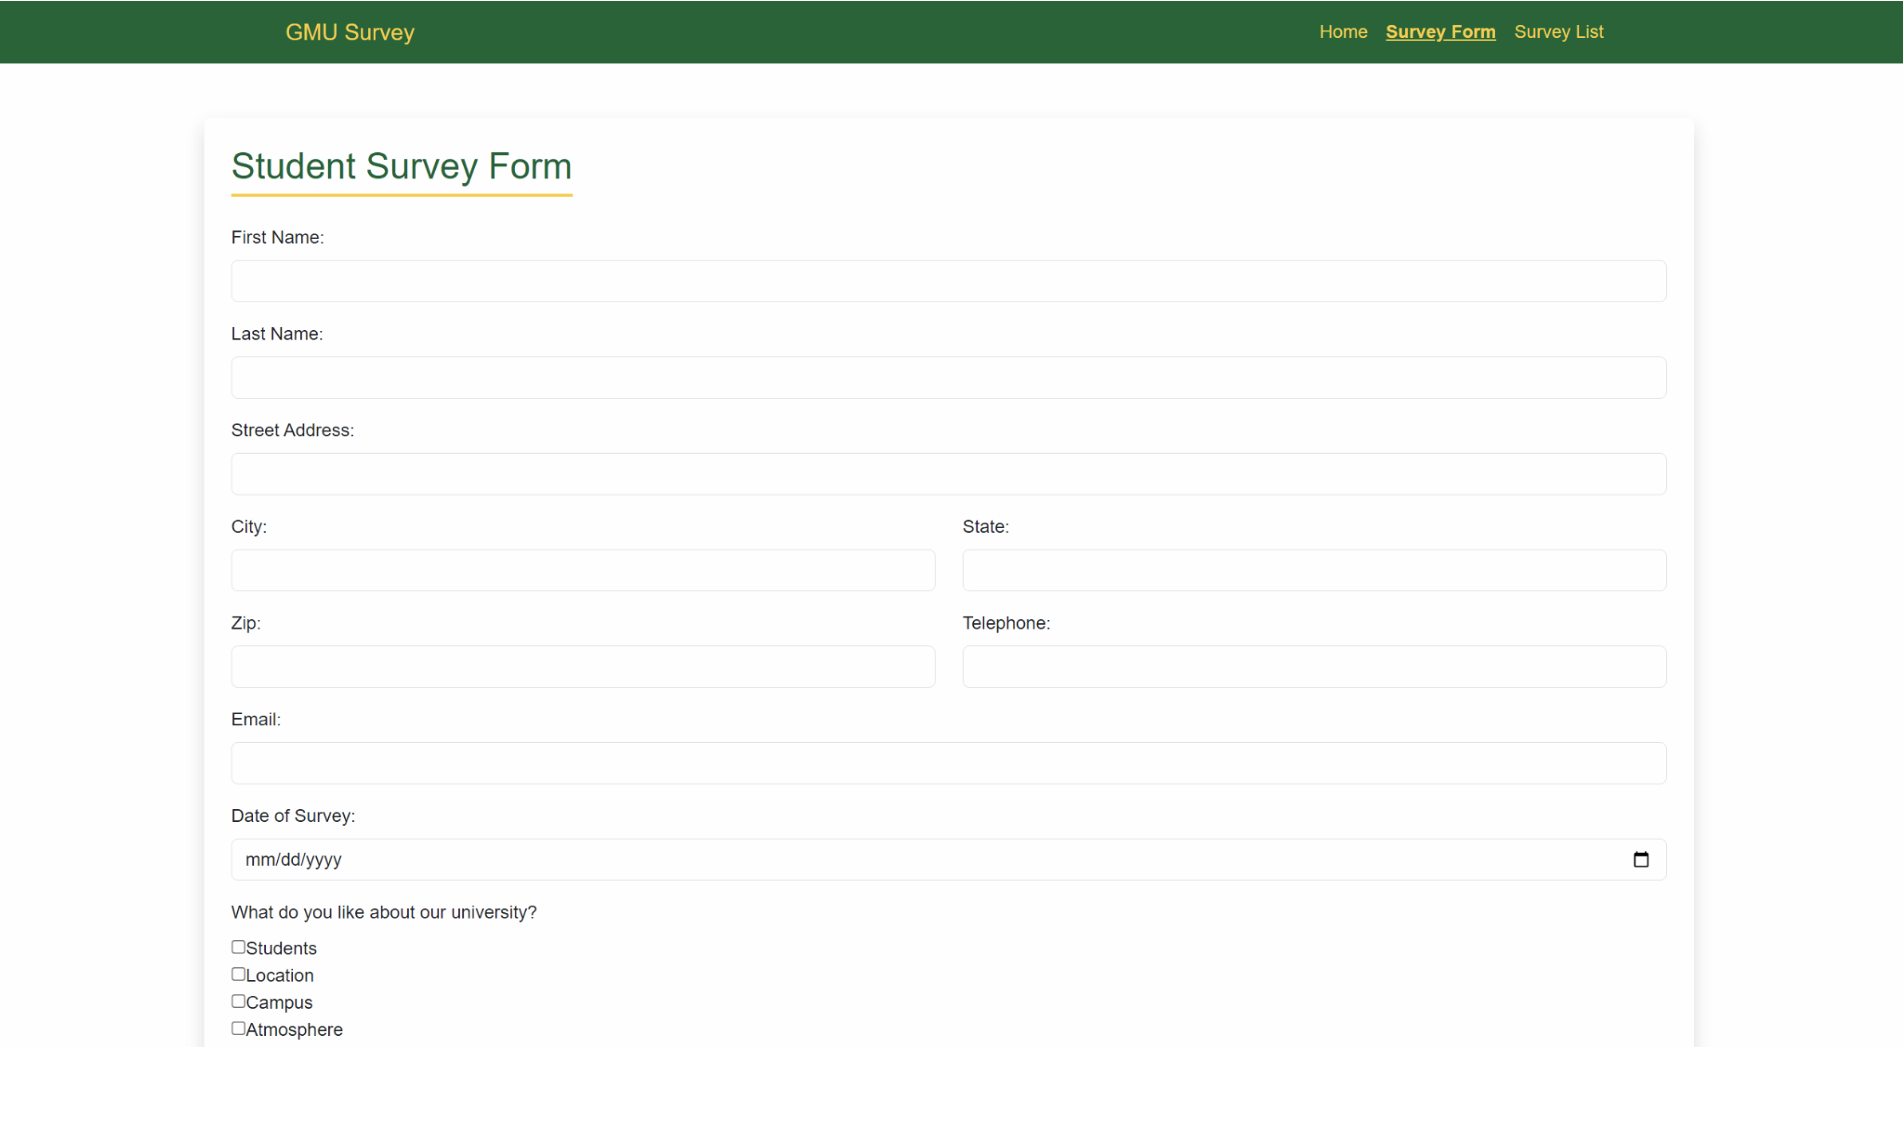 GMU Survey
Home Survey Form Survey List
Student Survey Form
First Name:
Last Name:
Street Address:
City:
State:
Zip:
Telephone:
Email:
Date of Survey:
mm/dd/yyyy
What do you like about our university?
Students
Location
Campus
Atmosphere